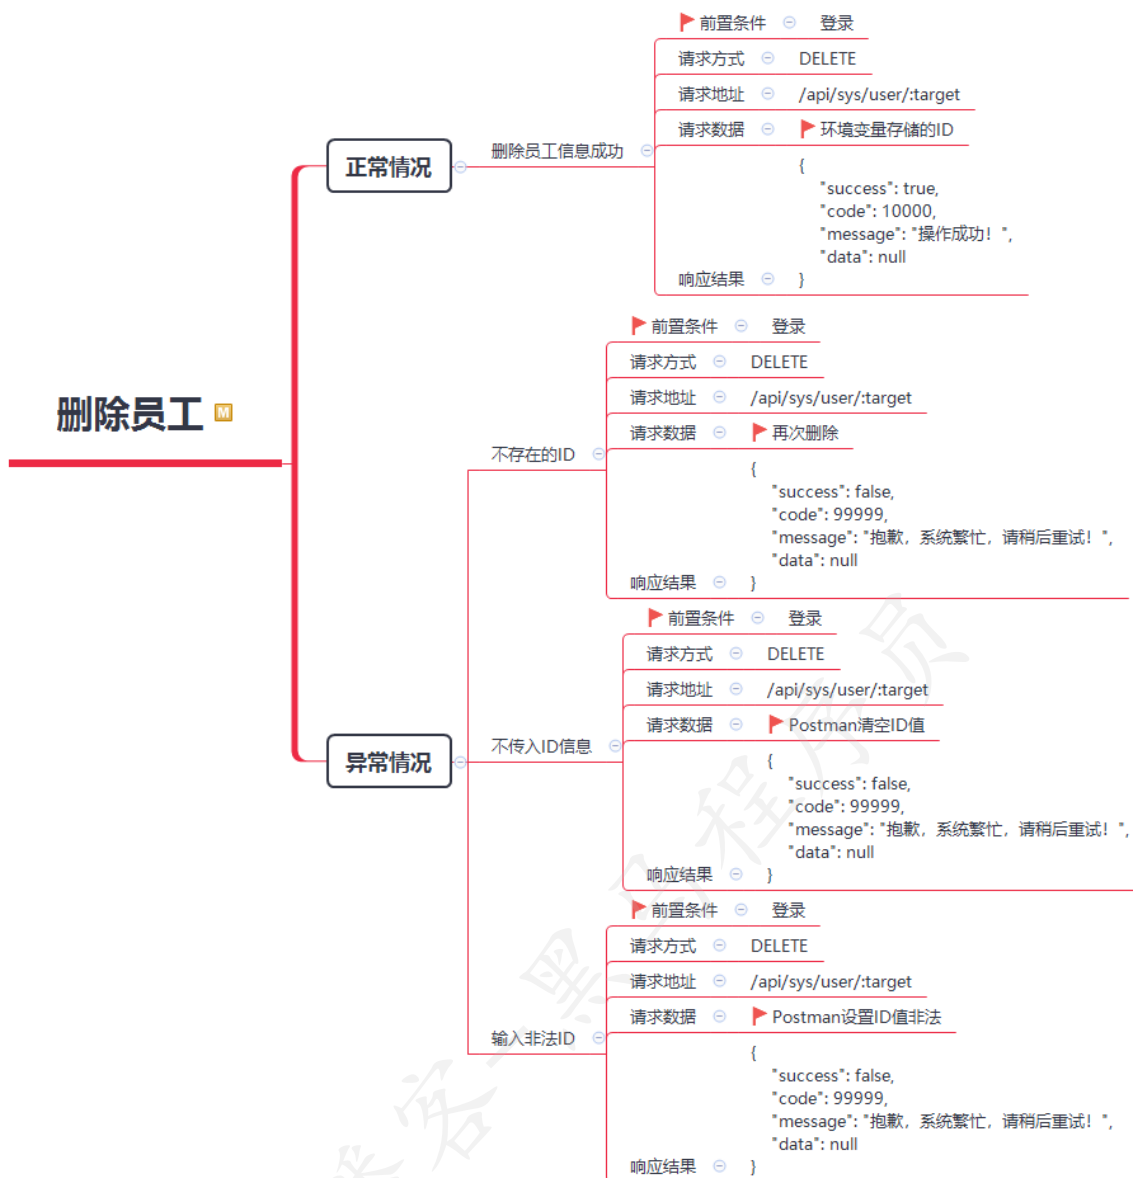 删除员工
M
正常情况
删除员工信息成功
前置条件 登录
请求方式 DELETE
请求地址 /api/sys/user/:target
请求数据 环境变量存储的ID
{
"success": true,
"code": 10000,
"message": "操作成功！",
"data": null
响应结果 }
异常情况
不存在的ID
前置条件 登录
请求方式 DELETE
请求地址 /api/sys/user/:target
请求数据 再次删除
{
"success": false,
"code": 99999,
"message": "抱歉，系统繁忙，请稍后重试！",
"data": null
响应结果 }
不传入ID信息
前置条件 登录
请求方式 DELETE
请求地址 /api/sys/user/:target
请求数据 Postman清空ID值
{
"success": false,
"code": 99999,
"message": "抱歉，系统繁忙，请稍后重试！",
"data": null
响应结果 }
输入非法ID
前置条件 登录
请求方式 DELETE
请求地址 /api/sys/user/:target
请求数据 Postman设置ID值非法
{
"success": false,
"code": 99999,
"message": "抱歉，系统繁忙，请稍后重试！",
"data": null
响应结果 }
客-黑马程序员